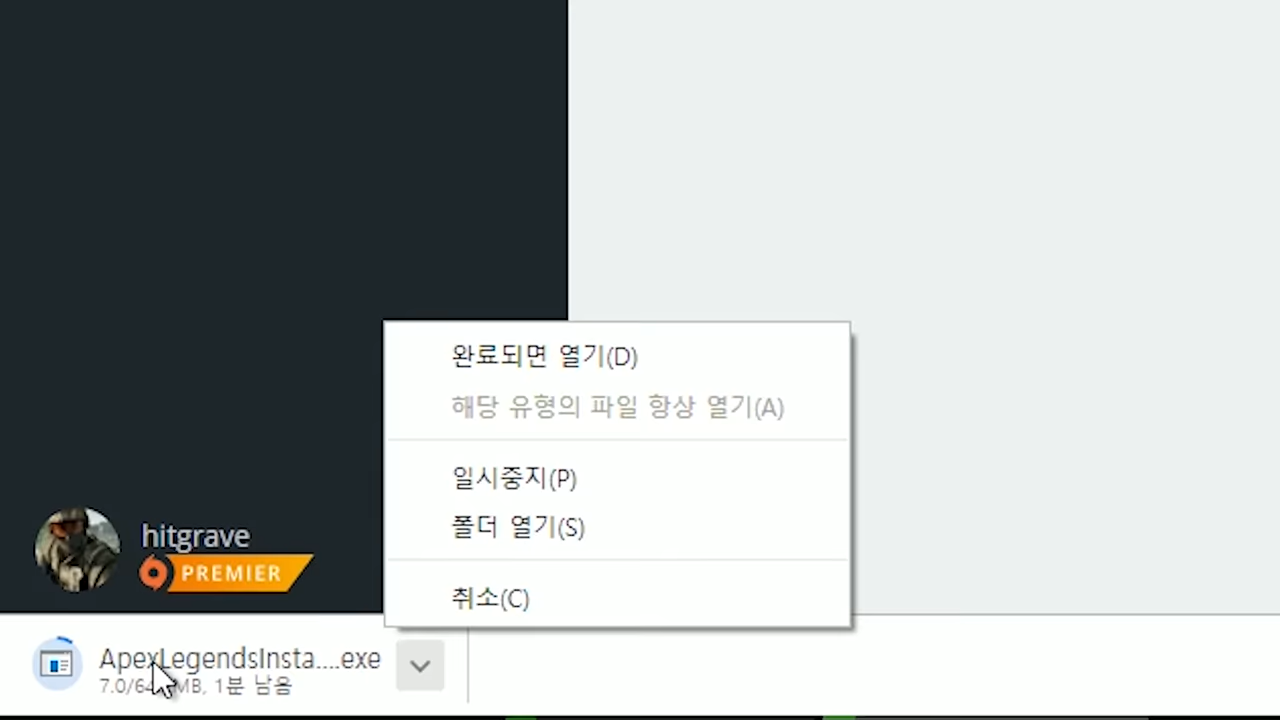 완료되면 열기(D)
해당 유형의 파일 항상 열기(A)
일시중지(P)
폴더 열기(S)
취소(C)
hitgrave
PREMIER
ApexLegendsInsta....exe
MB, 1분 남음